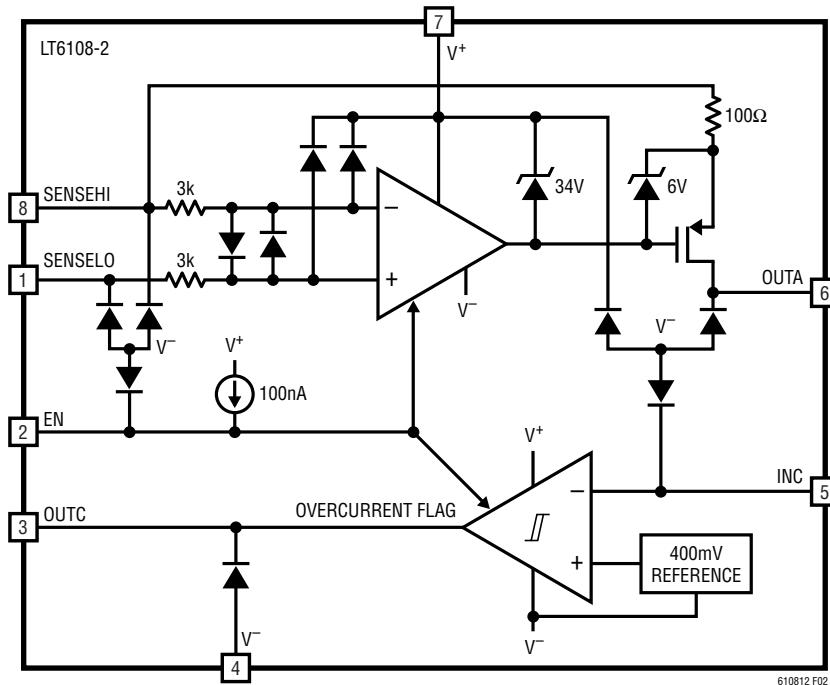 LT6108-2
7
V+
100Ω
34V
6V
8
SENSEHI
3k
−
1
SENSELO
3k
+
V−
OUTA
6
V−
V−
V+
100nA
2
EN
V+
INC
5
−
3
OUTC
OVERCURRENT FLAG
+
400mV
REFERENCE
V−
V−
4
610812 F02